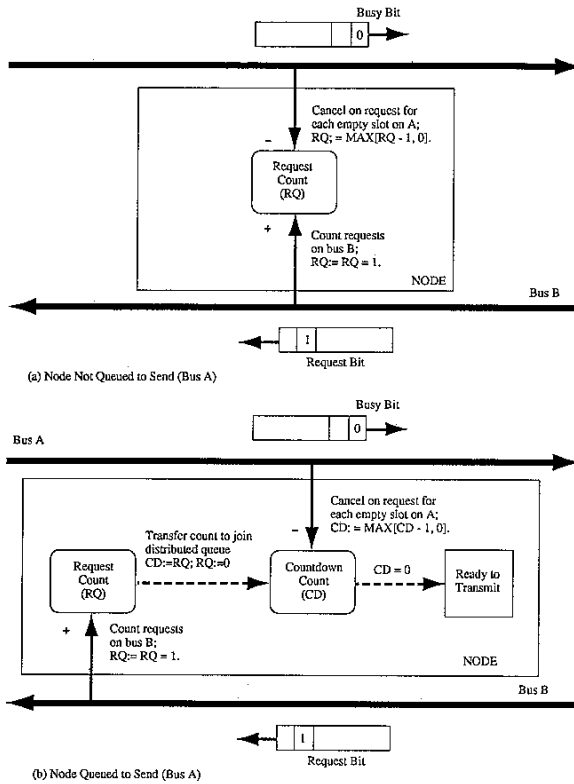 Busy Bit
0
Cancel on request for
each empty slot on A;
RQ; = MAX[RQ - 1, 0].
−
Request
Count
(RQ)
+
Count requests
on bus B;
RQ:= RQ = 1.
NODE
Bus B
1
Request Bit
(a) Node Not Queued to Send (Bus A)
Busy Bit
0
Bus A
Cancel on request for
each empty slot on A;
CD: = MAX[CD - 1, 0].
−
Transfer count to join
distributed queue
CD:=RQ; RQ:=0
Request
Count
(RQ)
Countdown
Count
(CD)
CD = 0
Ready to
Transmit
+
Count requests
on bus B;
RQ:= RQ = 1.
NODE
Bus B
1
Request Bit
(b) Node Queued to Send (Bus A)